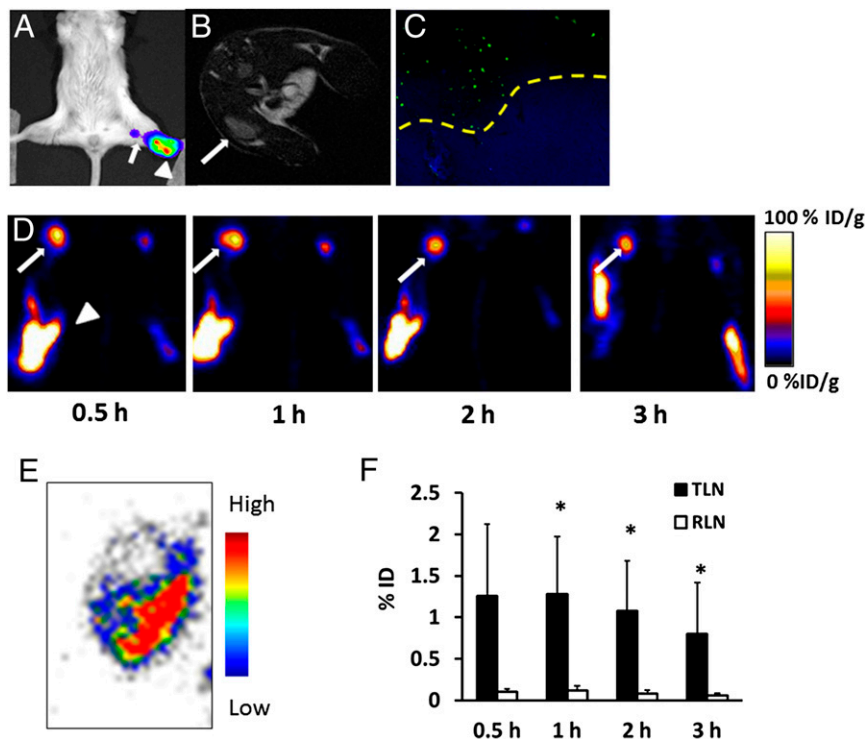 A
B
C
D
100 % ID/g
0 %ID/g
0.5 h
1 h
2 h
3 h
E
High
Low
F
TLN
RLN
% ID
2.5
2
1.5
1
0.5
0
*
*
*
0.5 h
1 h
2 h
3 h